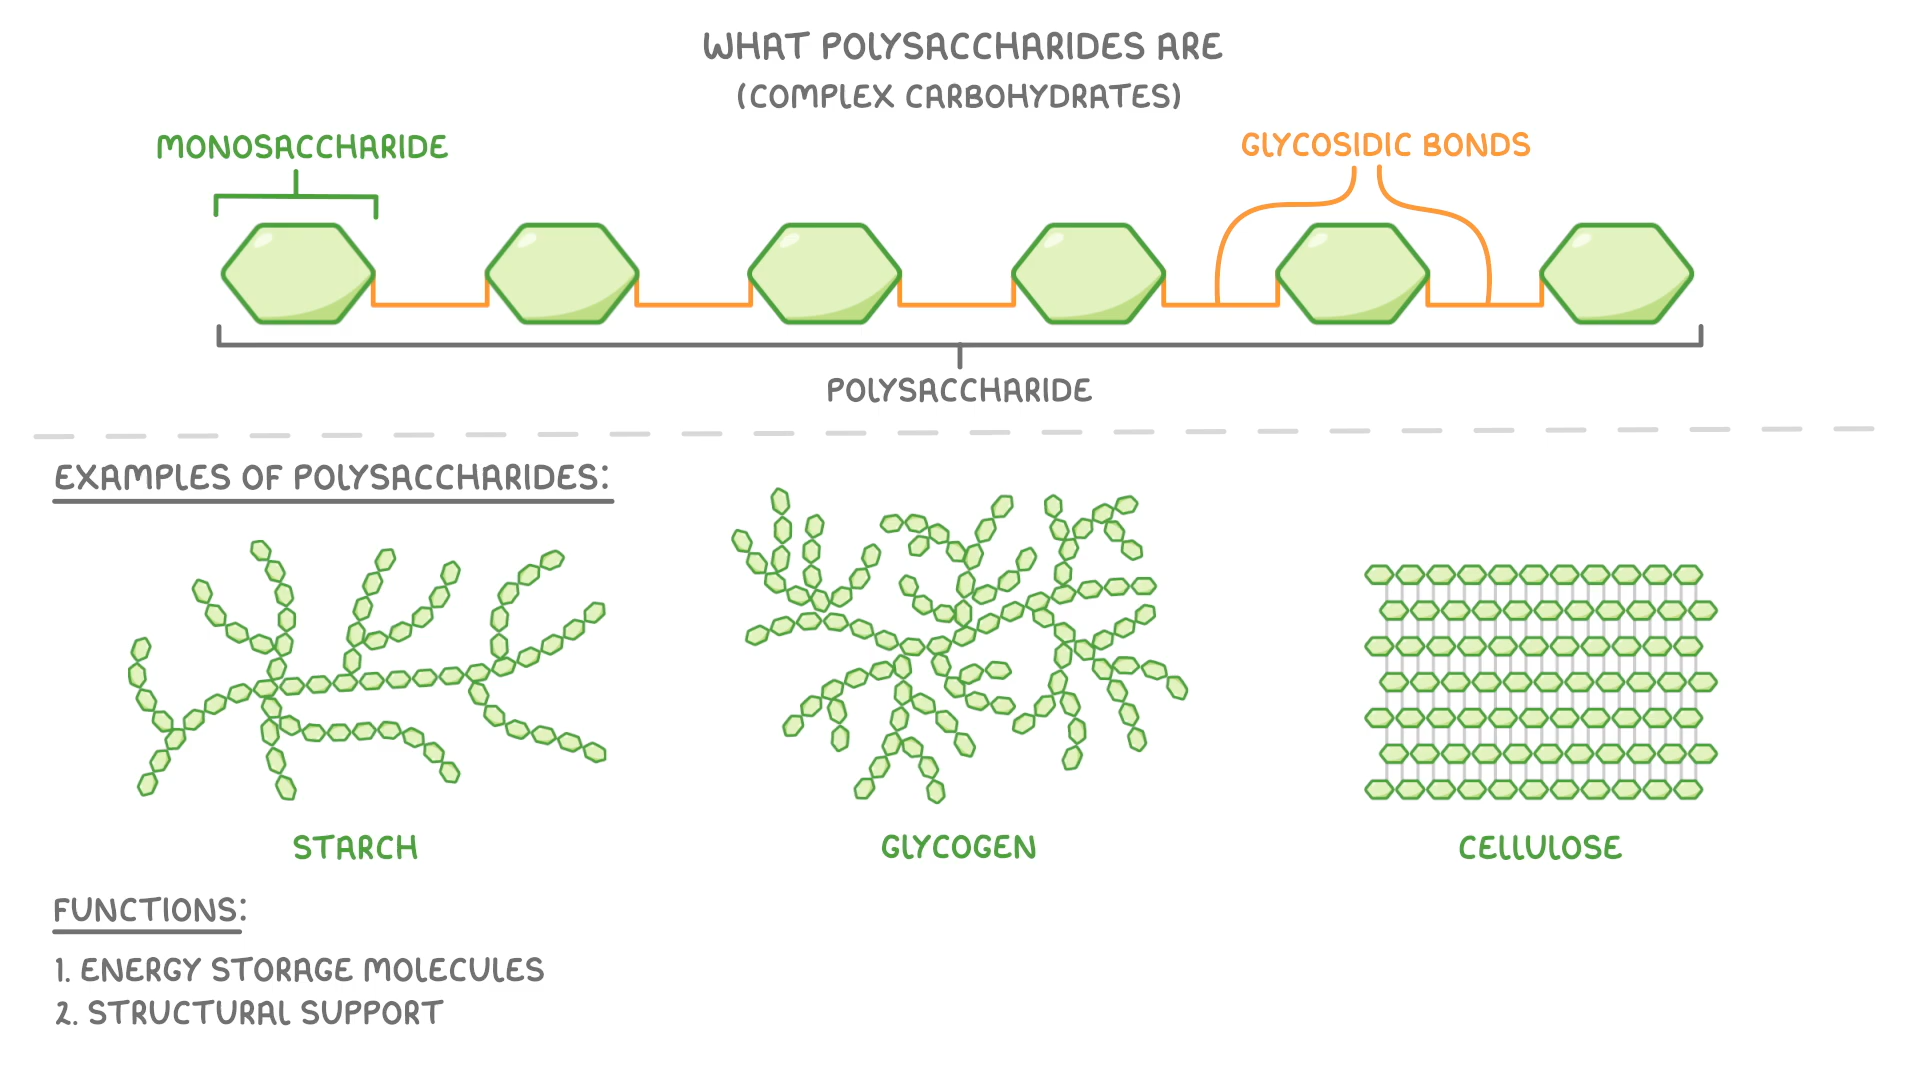 WHAT POLYSACCHARIDES ARE
(COMPLEX CARBOHYDRATES)
MONOSACCHARIDE
GLYCOSIDIC BONDS
POLYSACCHARIDE
EXAMPLES OF POLYSACCHARIDES:
STARCH
GLYCOGEN
CELLULOSE
FUNCTIONS:
1. ENERGY STORAGE MOLECULES
2. STRUCTURAL SUPPORT